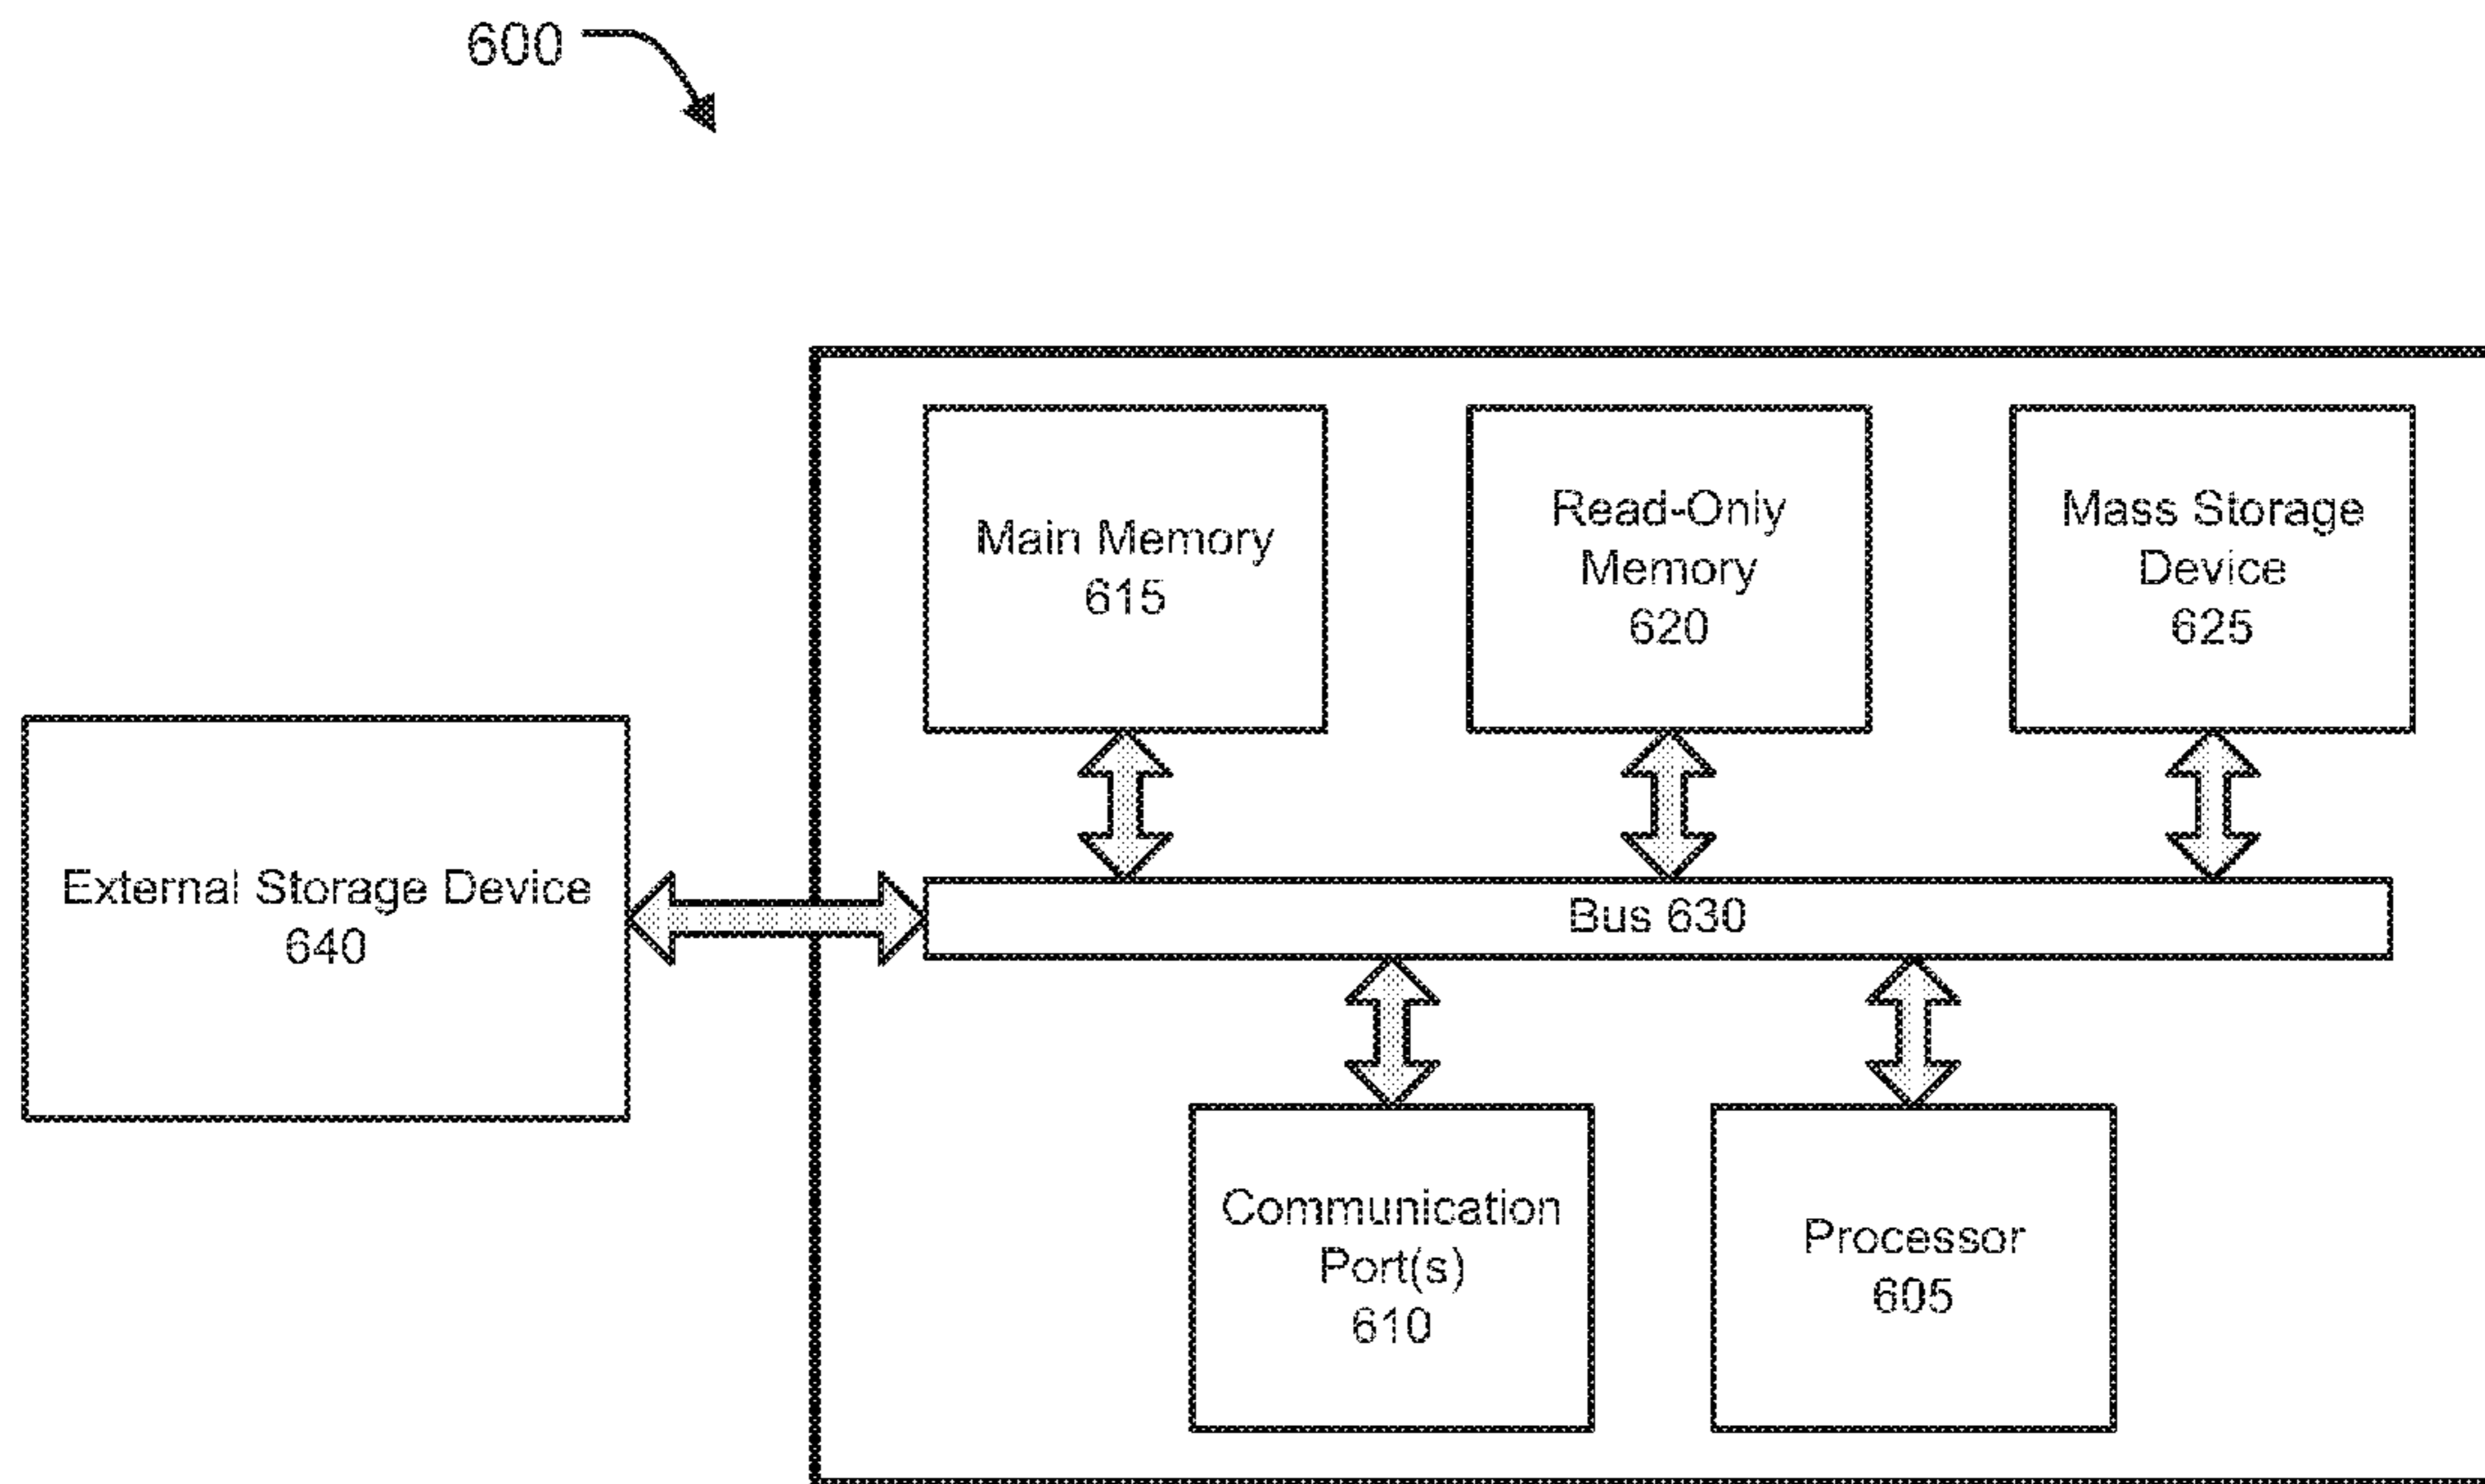 600
Main Memory
615
Read-Only
Memory
620
Mass Storage
Device
625
External Storage Device
640
Bus 630
Communication
Port(s)
610
Processor
605